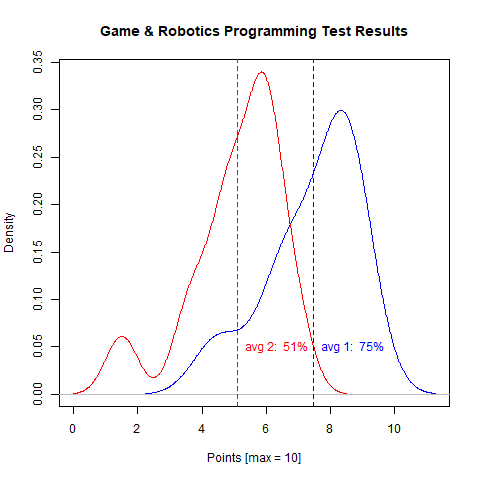 Game & Robotics Programming Test Results
0.35
0.30
0.25
0.20
0.15
0.10
0.05
0.00
Density
avg 2: 51%
avg 1: 75%
0 2 4 6 8 10
Points [max = 10]